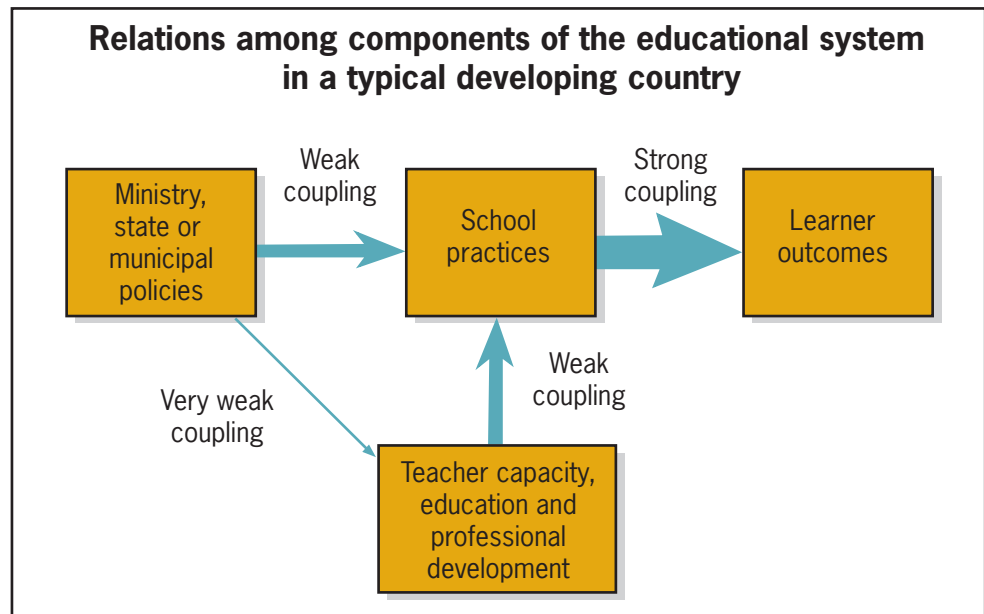 Relations among components of the educational system
in a typical developing country
Weak
coupling
Strong
coupling
Ministry,
state or
municipal
policies
School
practices
Learner
outcomes
Very weak
coupling
Weak
coupling
Teacher capacity,
education and
professional
development